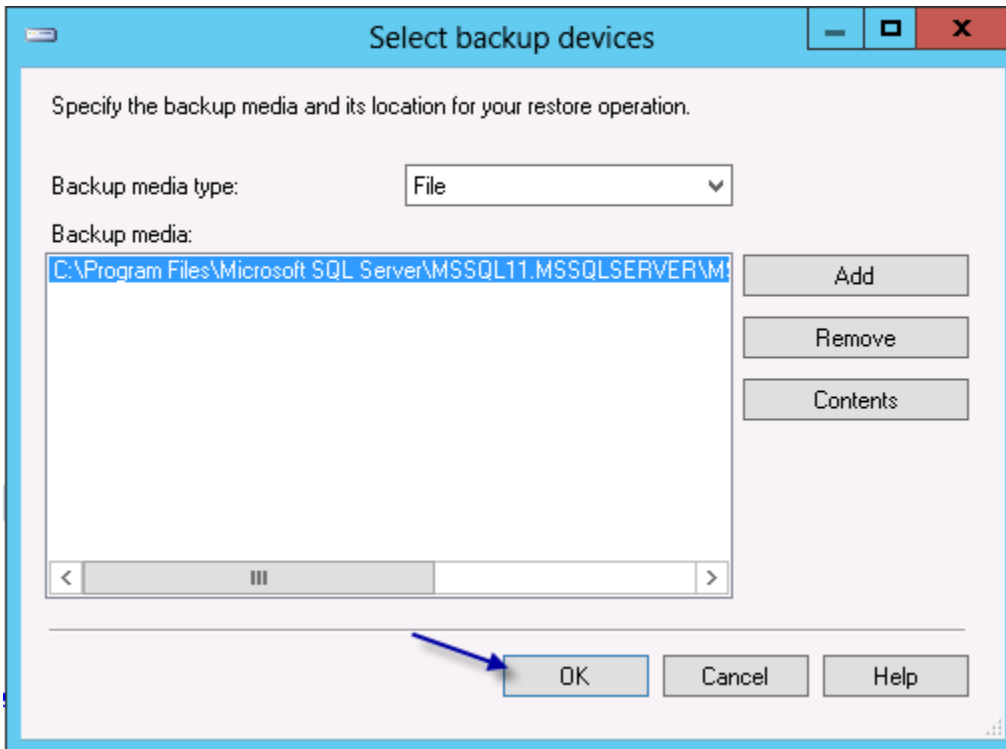 Select backup devices
Specify the backup media and its location for your restore operation.
Backup media type:
File
Backup media:
C:\Program Files\Microsoft SQL Server\MSSQL11.MSSQLSERVER\MS
Add
Remove
Contents
OK
Cancel
Help